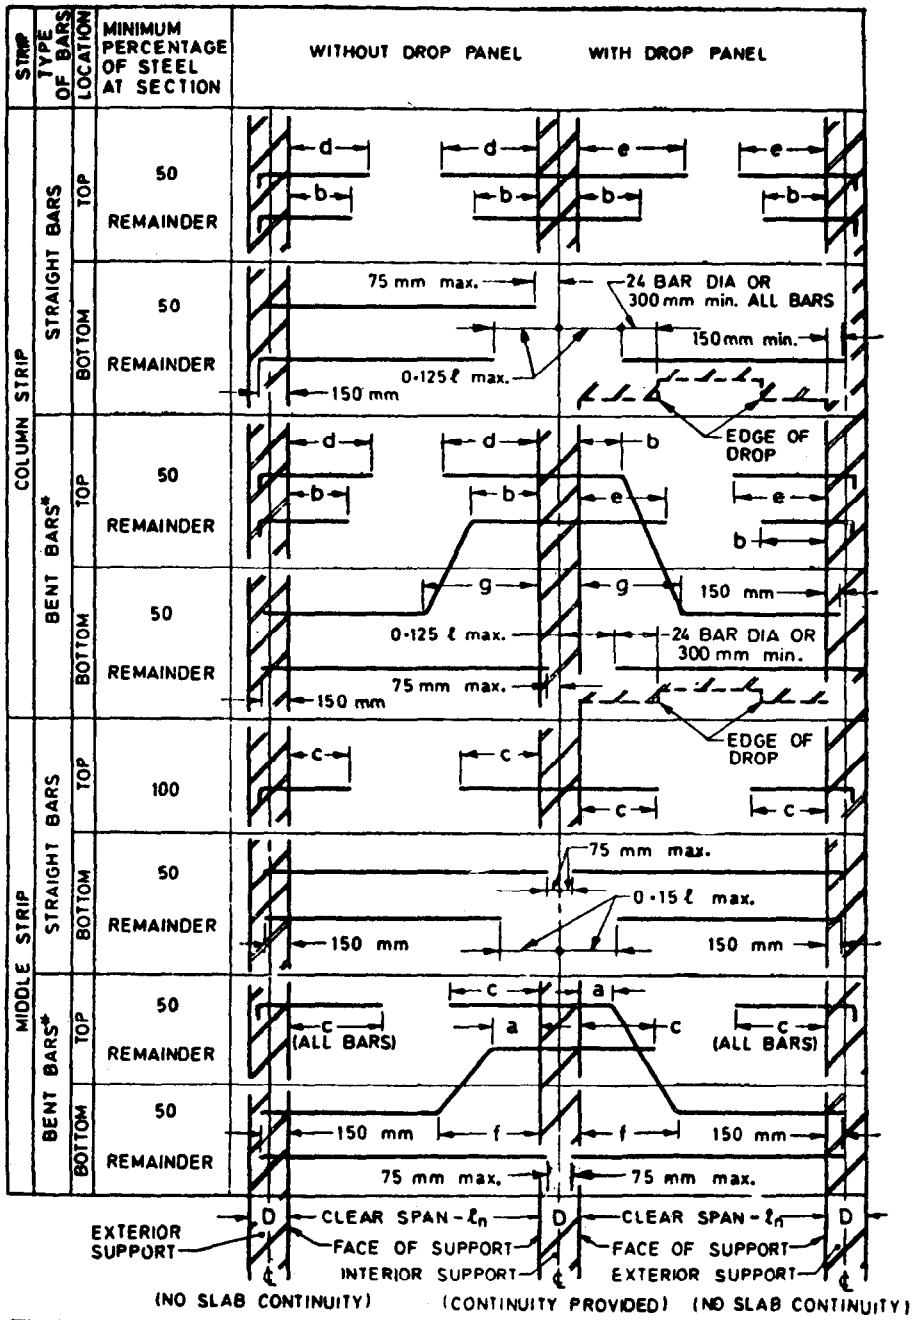 STRIP
TYPE OF BARS
LOCATION
MINIMUM
PERCENTAGE
OF STEEL
AT SECTION
WITHOUT DROP PANEL
WITH DROP PANEL
COLUMN STRIP
STRAIGHT BARS
TOP
50
d
d
e
e
REMAINDER
b
b
b
b
BOTTOM
75 mm max.
24 BAR DIA OR
300 mm min. ALL BARS
50
150 mm min.
REMAINDER
0·125 ℓ max.
150 mm
EDGE OF
DROP
BENT BARS*
TOP
d
d
b
50
b
b
e
e
REMAINDER
b
BOTTOM
50
g
g
150 mm
0·125 ℓ max.
24 BAR DIA OR
300 mm min.
REMAINDER
75 mm max.
150 mm
EDGE OF
DROP
MIDDLE STRIP
STRAIGHT BARS
TOP
c
c
100
c
c
BOTTOM
75 mm max.
50
0·15 ℓ max.
REMAINDER
150 mm
150 mm
BENT BARS*
TOP
50
c
a
c
(ALL BARS)
a
c
c
(ALL BARS)
REMAINDER
BOTTOM
50
150 mm
f
f
150 mm
REMAINDER
75 mm max.
75 mm max.
D
CLEAR SPAN-ℓn
D
CLEAR SPAN-ℓn
D
EXTERIOR
SUPPORT
FACE OF SUPPORT
FACE OF SUPPORT
INTERIOR SUPPORT
EXTERIOR SUPPORT
℄
℄
℄
(NO SLAB CONTINUITY)
(CONTINUITY PROVIDED)
(NO SLAB CONTINUITY)